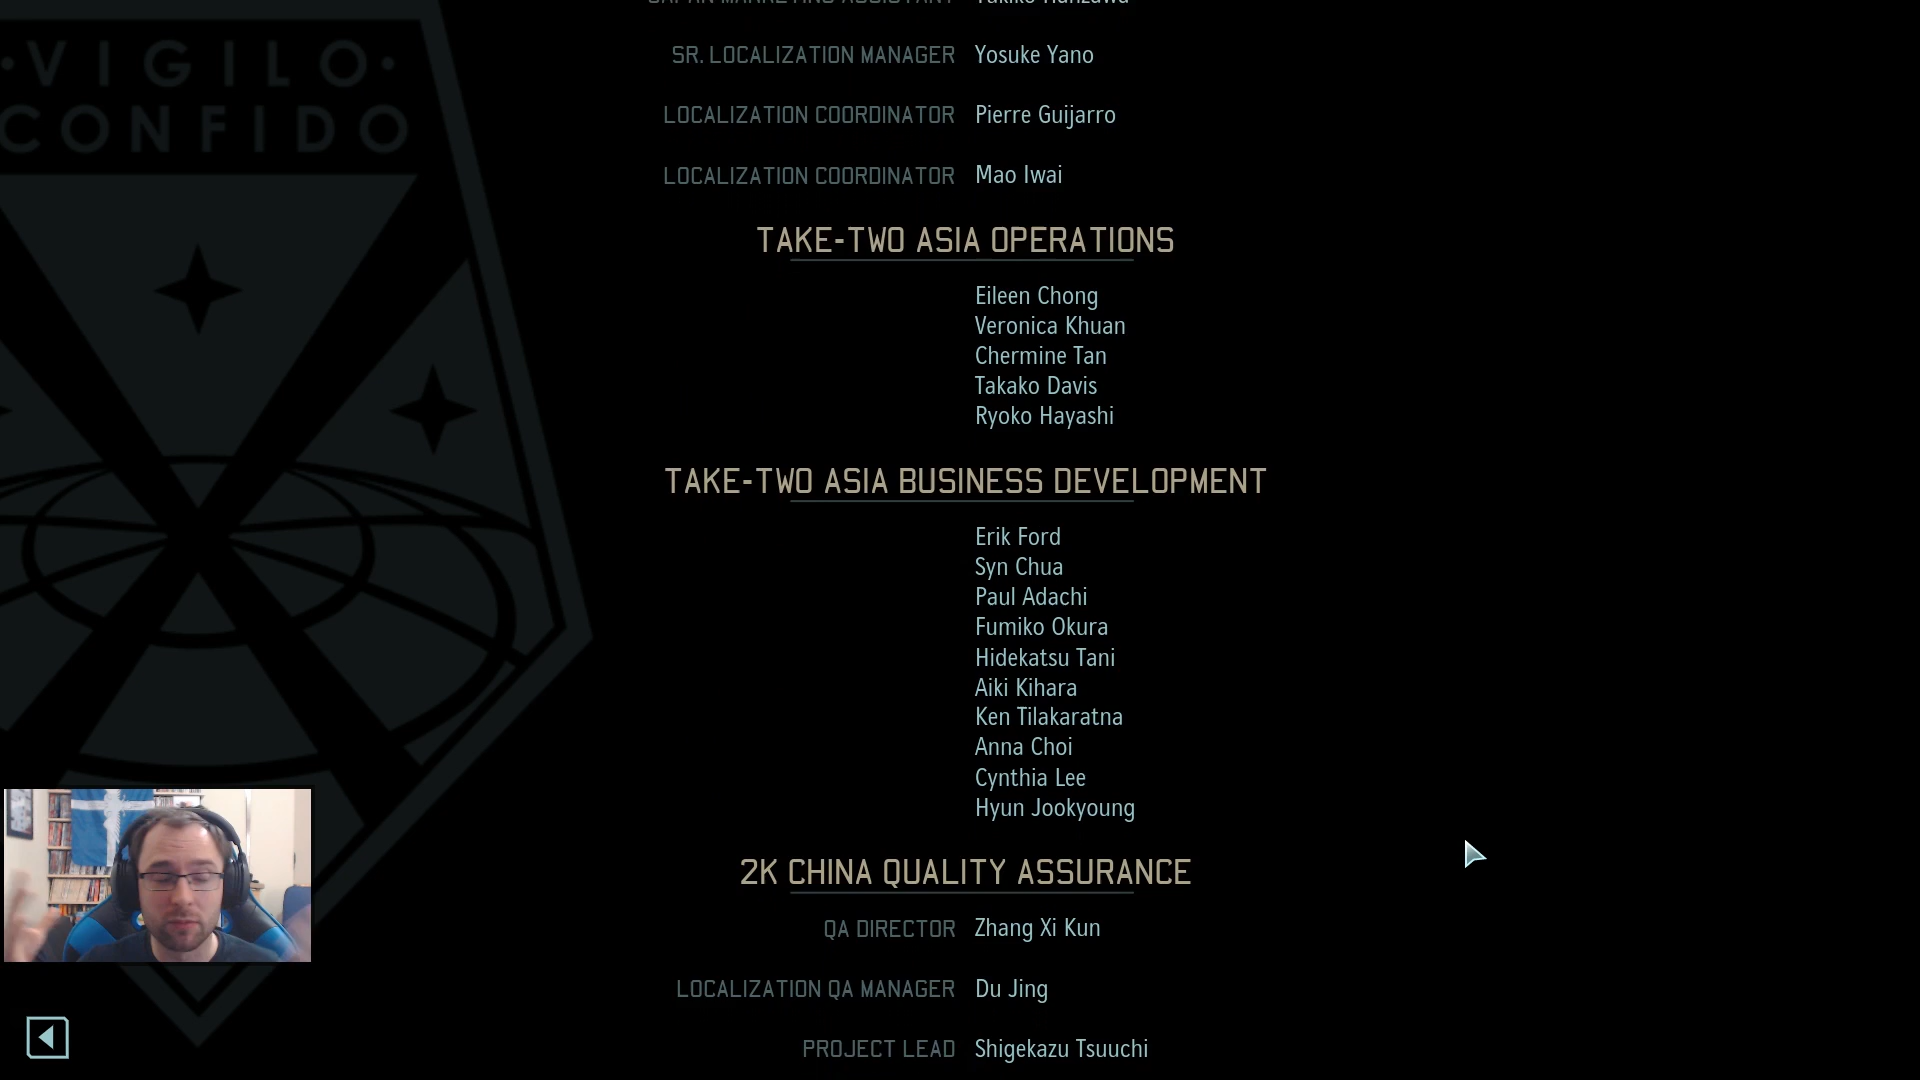 ·VIGILO·
CONFIDO
SR. LOCALIZATION MANAGER Yosuke Yano
LOCALIZATION COORDINATOR Pierre Guijarro
LOCALIZATION COORDINATOR Mao Iwai
TAKE-TWO ASIA OPERATIONS
Eileen Chong
Veronica Khuan
Chermine Tan
Takako Davis
Ryoko Hayashi
TAKE-TWO ASIA BUSINESS DEVELOPMENT
Erik Ford
Syn Chua
Paul Adachi
Fumiko Okura
Hidekatsu Tani
Aiki Kihara
Ken Tilakaratna
Anna Choi
Cynthia Lee
Hyun Jookyoung
2K CHINA QUALITY ASSURANCE
QA DIRECTOR Zhang Xi Kun
LOCALIZATION QA MANAGER Du Jing
PROJECT LEAD Shigekazu Tsuuchi